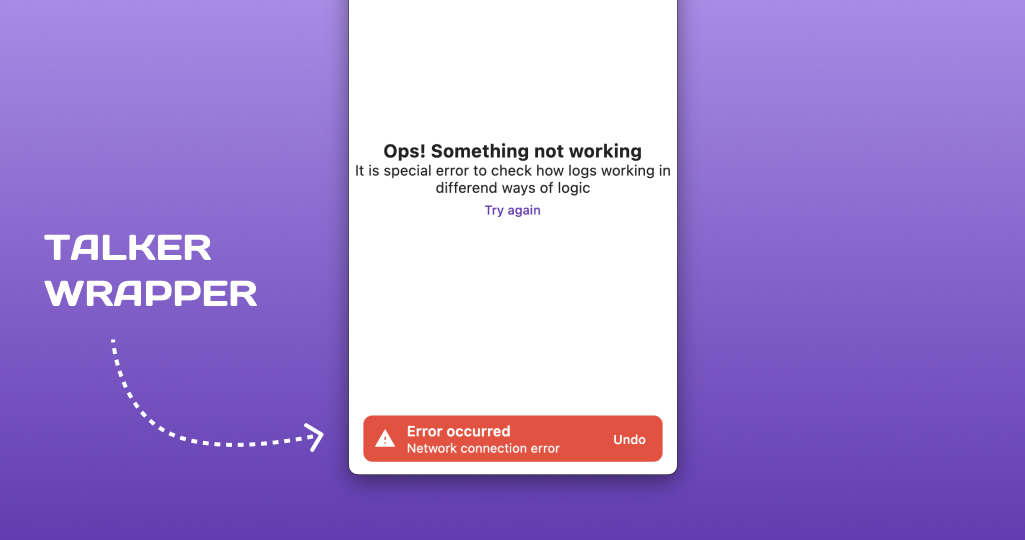 Ops! Something not working
It is special error to check how logs working in
differend ways of logic
Try again
TALKER
WRAPPER
Error occurred
Network connection error
Undo